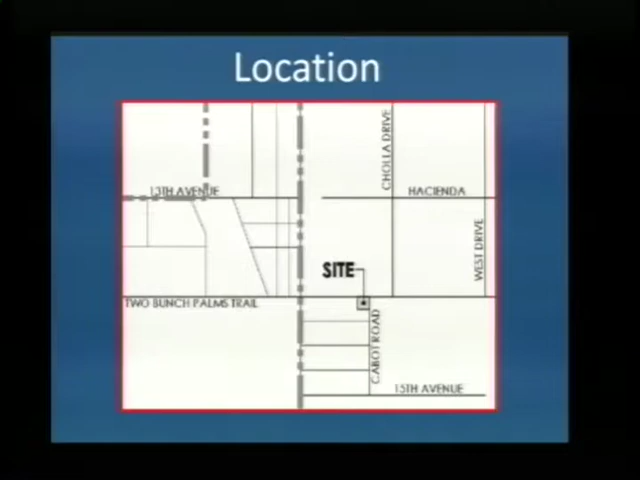 Location
CHOLLA DRIVE
13TH AVENUE
HACIENDA
WEST DRIVE
SITE
TWO BUNCH PALMS TRAIL
CABOT ROAD
15TH AVENUE